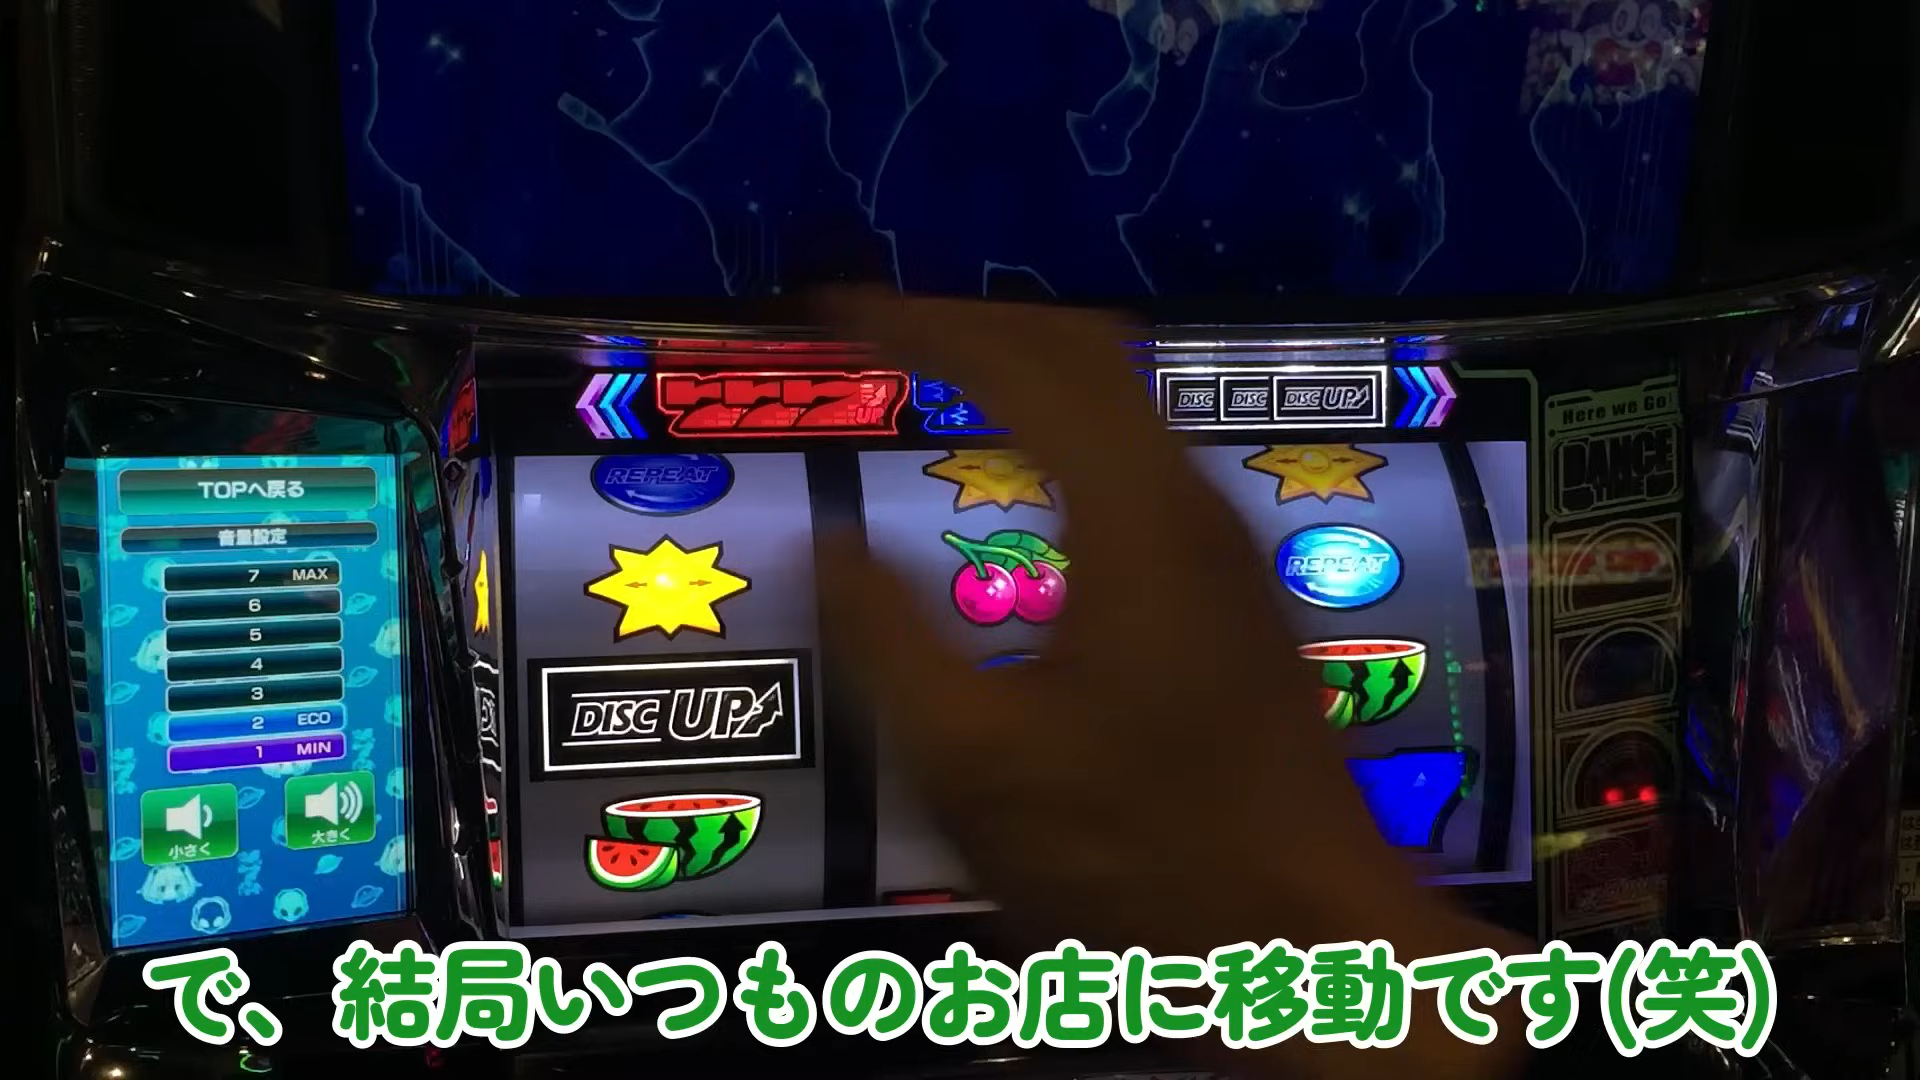 777 UP
DISC DISC DISC UP
Here We Go!
DANCE
TOPへ戻る
音量設定
7 MAX
6
5
4
3
2 ECO
1 MIN
小さく
大きく
REPEAT
REPEAT
DISC UP
で、結局いつものお店に移動です(笑)